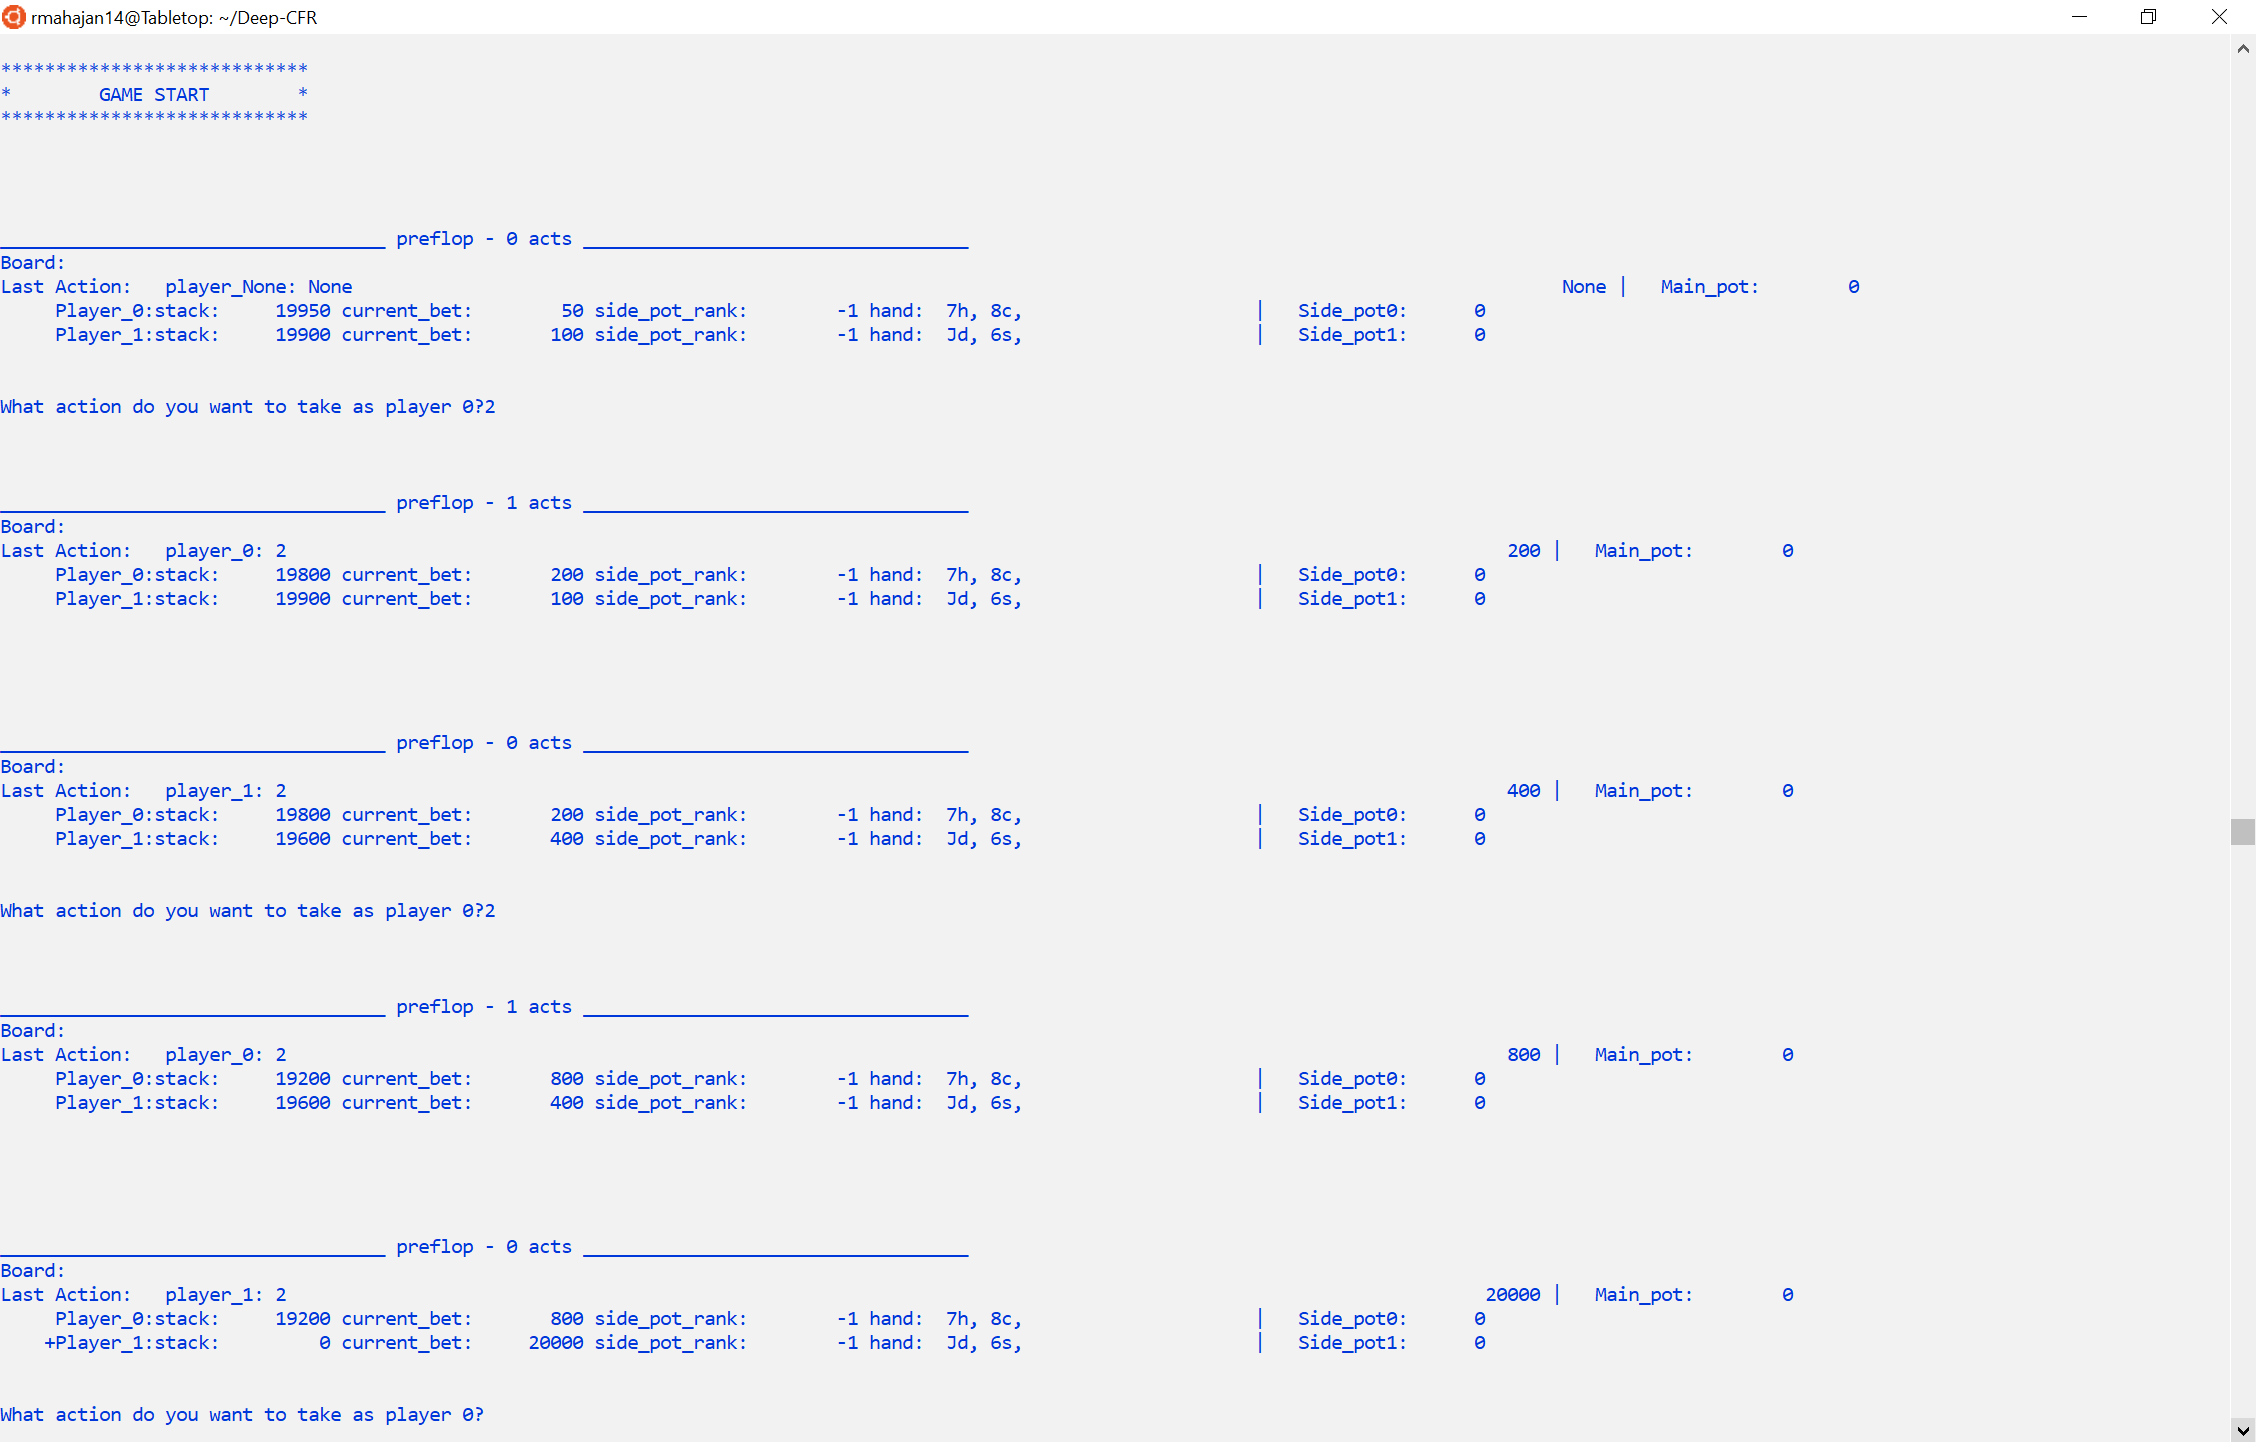 rmahajan14@Tabletop: ~/Deep-CFR
****************************
*        GAME START        *
****************************
___________________________________ preflop - 0 acts ___________________________________
Board:
Last Action:   player_None: None   None |   Main_pot:        0
Player_0:stack:     19950 current_bet:        50 side_pot_rank:        -1 hand:  7h, 8c,   |   Side_pot0:      0
Player_1:stack:     19900 current_bet:       100 side_pot_rank:        -1 hand:  Jd, 6s,   |   Side_pot1:      0
What action do you want to take as player 0?2
___________________________________ preflop - 1 acts ___________________________________
Board:
Last Action:   player_0: 2   200 |   Main_pot:        0
Player_0:stack:     19800 current_bet:       200 side_pot_rank:        -1 hand:  7h, 8c,   |   Side_pot0:      0
Player_1:stack:     19900 current_bet:       100 side_pot_rank:        -1 hand:  Jd, 6s,   |   Side_pot1:      0
___________________________________ preflop - 0 acts ___________________________________
Board:
Last Action:   player_1: 2   400 |   Main_pot:        0
Player_0:stack:     19800 current_bet:       200 side_pot_rank:        -1 hand:  7h, 8c,   |   Side_pot0:      0
Player_1:stack:     19600 current_bet:       400 side_pot_rank:        -1 hand:  Jd, 6s,   |   Side_pot1:      0
What action do you want to take as player 0?2
___________________________________ preflop - 1 acts ___________________________________
Board:
Last Action:   player_0: 2   800 |   Main_pot:        0
Player_0:stack:     19200 current_bet:       800 side_pot_rank:        -1 hand:  7h, 8c,   |   Side_pot0:      0
Player_1:stack:     19600 current_bet:       400 side_pot_rank:        -1 hand:  Jd, 6s,   |   Side_pot1:      0
___________________________________ preflop - 0 acts ___________________________________
Board:
Last Action:   player_1: 2   20000 |   Main_pot:        0
Player_0:stack:     19200 current_bet:       800 side_pot_rank:        -1 hand:  7h, 8c,   |   Side_pot0:      0
+Player_1:stack:         0 current_bet:     20000 side_pot_rank:        -1 hand:  Jd, 6s,   |   Side_pot1:      0
What action do you want to take as player 0?